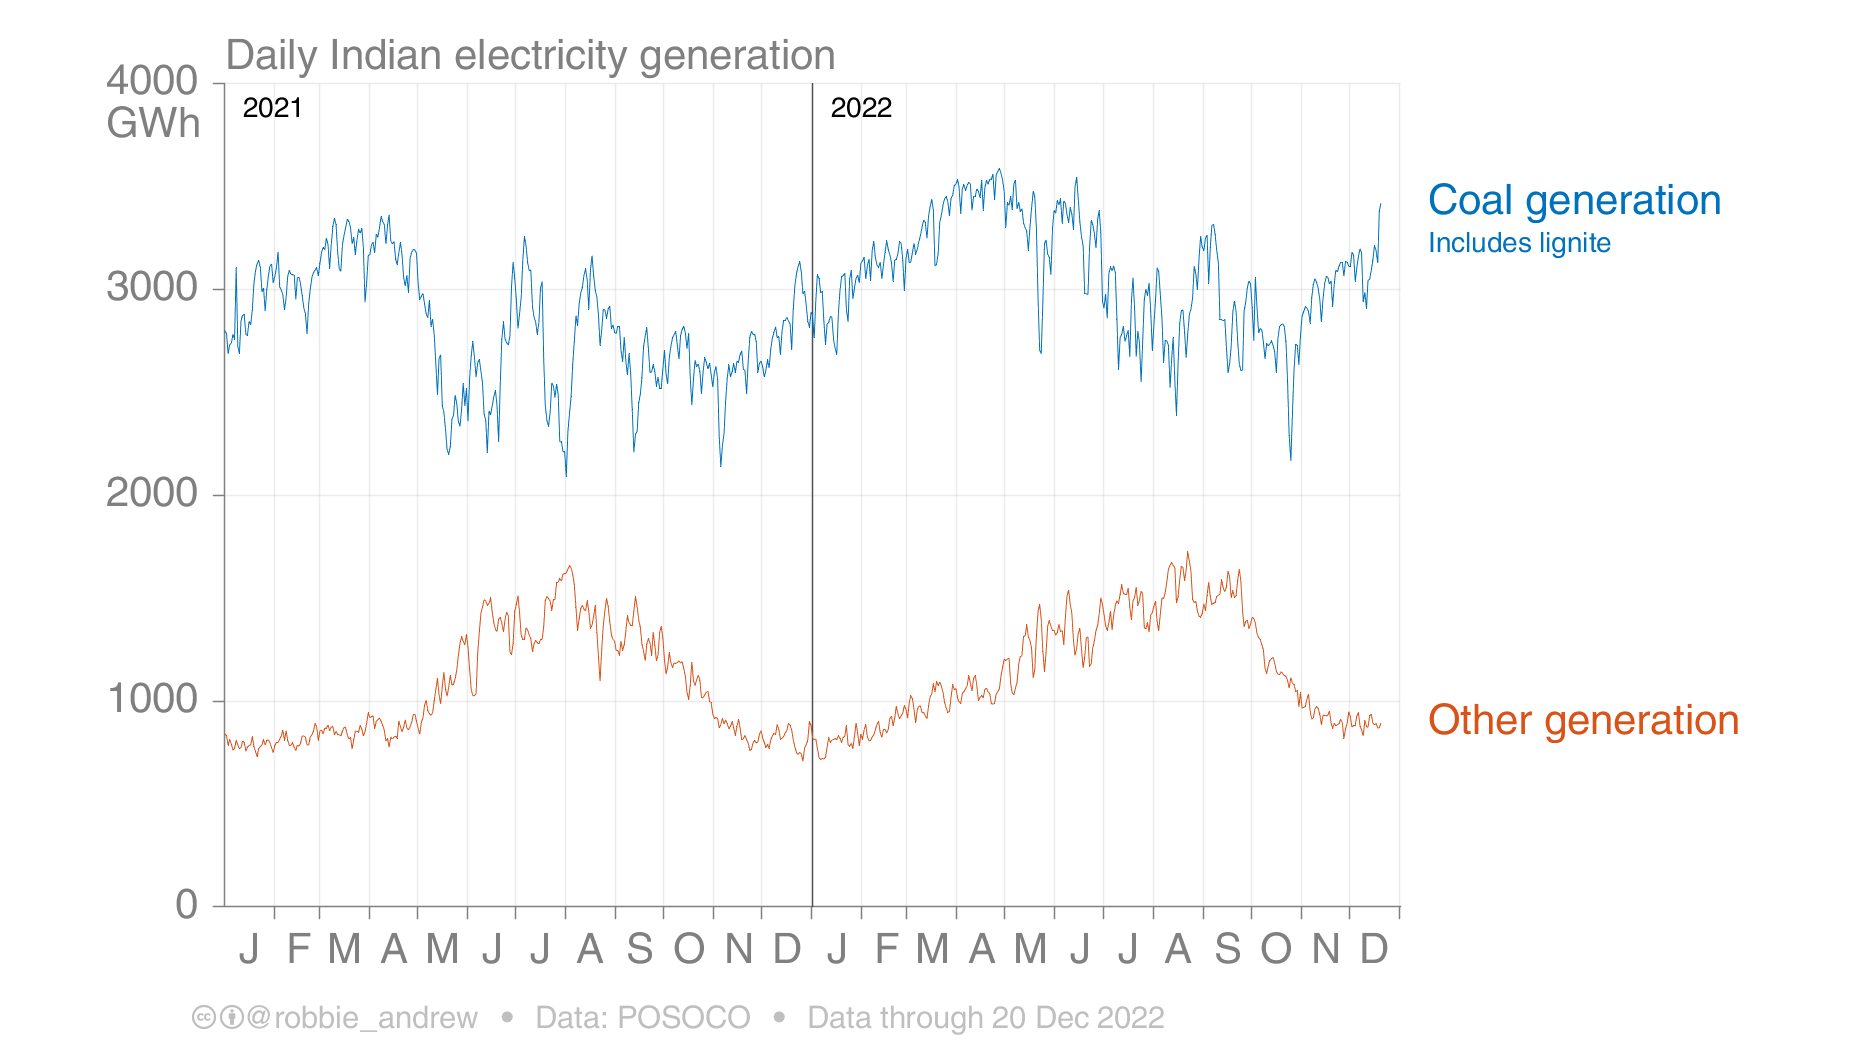 Daily Indian electricity generation
4000
GWh
2021
2022
Coal generation
Includes lignite
3000
2000
1000
Other generation
0
J F M A M J J A S O N D J F M A M J J A S O N D
@robbie_andrew • Data: POSOCO • Data through 20 Dec 2022